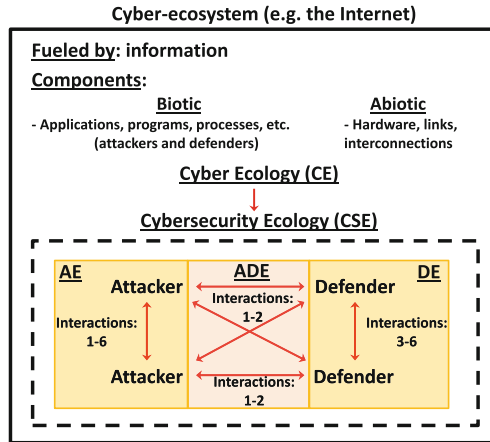 Cyber-ecosystem (e.g. the Internet)
Fueled by: information
Components:
Biotic
- Applications, programs, processes, etc.
(attackers and defenders)
Abiotic
- Hardware, links,
interconnections
Cyber Ecology (CE)
Cybersecurity Ecology (CSE)
AE
ADE
DE
Attacker
Defender
Interactions:
1-6
Interactions:
1-2
Interactions:
3-6
Attacker
Defender
Interactions:
1-2